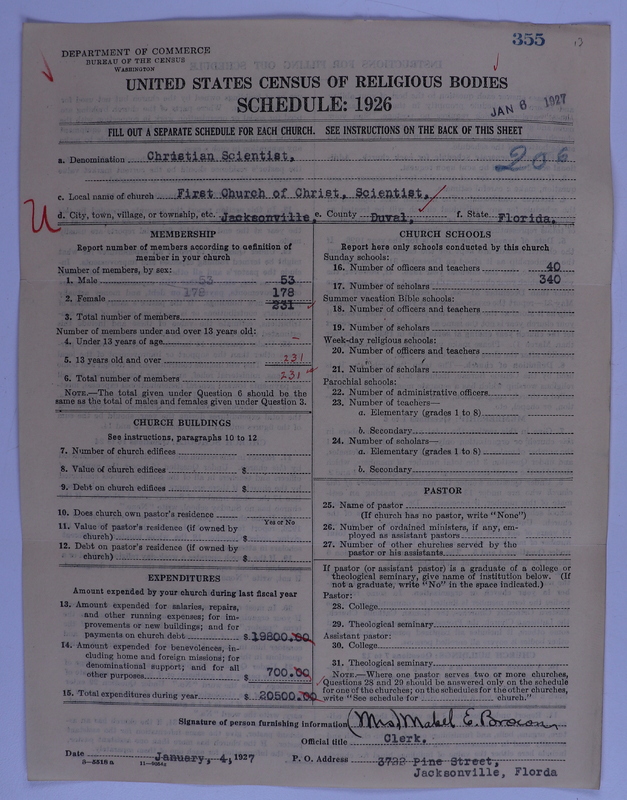 355
13
DEPARTMENT OF COMMERCE
BUREAU OF THE CENSUS
WASHINGTON
UNITED STATES CENSUS OF RELIGIOUS BODIES
SCHEDULE: 1926
JAN 6 1927
FILL OUT A SEPARATE SCHEDULE FOR EACH CHURCH. SEE INSTRUCTIONS ON THE BACK OF THIS SHEET
a. Denomination Christian Scientist,
206
c. Local name of church First Church of Christ, Scientist,
U
d. City, town, village, or township, etc. Jacksonville, e. County Duval, f. State Florida.
MEMBERSHIP
Report number of members according to definition of
member in your church
Number of members, by sex:
1. Male 53 53
2. Female 178 178
3. Total number of members 231
Number of members under and over 13 years old:
4. Under 13 years of age –
5. 13 years old and over 231
6. Total number of members 231
NOTE.—The total given under Question 6 should be the
same as the total of males and females given under Question 3.
CHURCH BUILDINGS
See instructions, paragraphs 10 to 12
7. Number of church edifices
8. Value of church edifices $
9. Debt on church edifices $
10. Does church own pastor's residence
Yes or No
11. Value of pastor's residence (if owned by
church) $
12. Debt on pastor's residence (if owned by
church) $
EXPENDITURES
Amount expended by your church during last fiscal year
13. Amount expended for salaries, repairs,
and other running expenses; for im-
provements or new buildings; and for
payments on church debt $ 19800.00
14. Amount expended for benevolences, in-
cluding home and foreign missions; for
denominational support; and for all
other purposes $ 700.00
15. Total expenditures during year $ 20500.00
CHURCH SCHOOLS
Report here only schools conducted by this church
Sunday schools:
16. Number of officers and teachers 40
17. Number of scholars 340
Summer vacation Bible schools:
18. Number of officers and teachers
19. Number of scholars
Week-day religious schools:
20. Number of officers and teachers
21. Number of scholars
Parochial schools:
22. Number of administrative officers
23. Number of teachers—
a. Elementary (grades 1 to 8)
b. Secondary
24. Number of scholars—
a. Elementary (grades 1 to 8)
b. Secondary
PASTOR
25. Name of pastor
(If church has no pastor, write "None")
26. Number of ordained ministers, if any, em-
ployed as assistant pastors
27. Number of other churches served by the
pastor or his assistants
If pastor (or assistant pastor) is a graduate of a college or
theological seminary, give name of institution below. (If
not a graduate, write "No" in the space indicated.)
Pastor:
28. College
29. Theological seminary
Assistant pastor:
30. College
31. Theological seminary
NOTE.—Where one pastor serves two or more churches,
Questions 28 and 29 should be answered only on the schedule
for one of the churches; on the schedules for the other churches,
write "See schedule for church."
Signature of person furnishing information (Mrs) Mabel E. Brown,
Official title Clerk.
Date January, 4, 1927 P. O. Address 3732 Pine Street,
Jacksonville, Florda